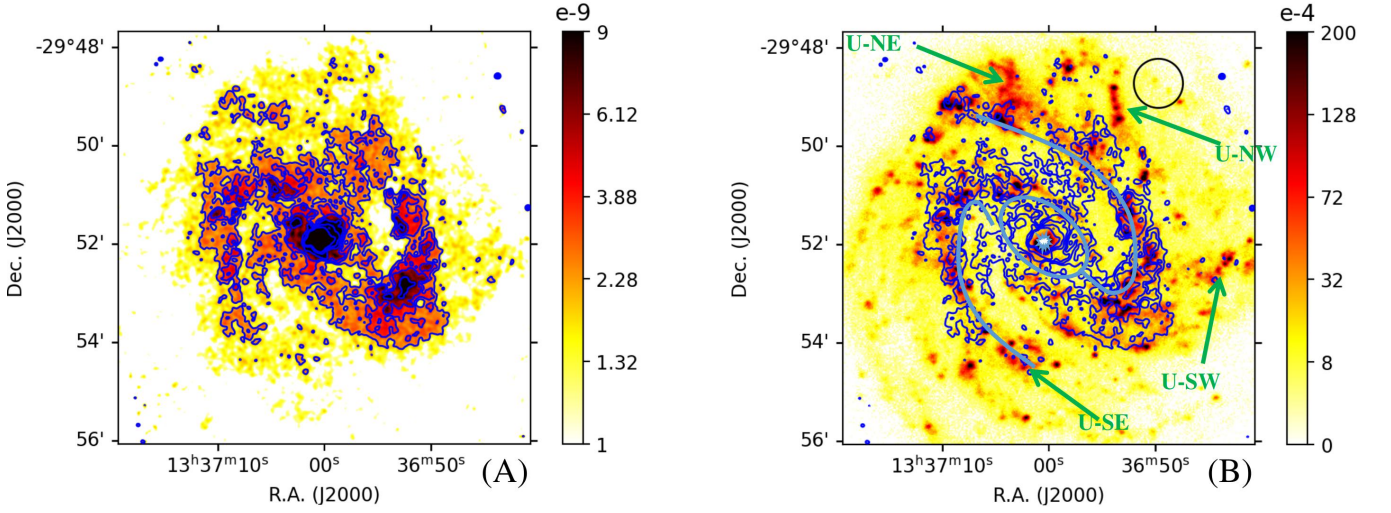 e-9
-29°48'
50'
52'
54'
56'
Dec. (J2000)
13ʰ37ᵐ10ˢ
00ˢ
36ᵐ50ˢ
R.A. (J2000)
(A)
9
6.12
3.88
2.28
1.32
1
e-4
-29°48'
50'
52'
54'
56'
Dec. (J2000)
U-NE
U-NW
U-SW
U-SE
13ʰ37ᵐ10ˢ
00ˢ
36ᵐ50ˢ
R.A. (J2000)
(B)
200
128
72
32
8
0